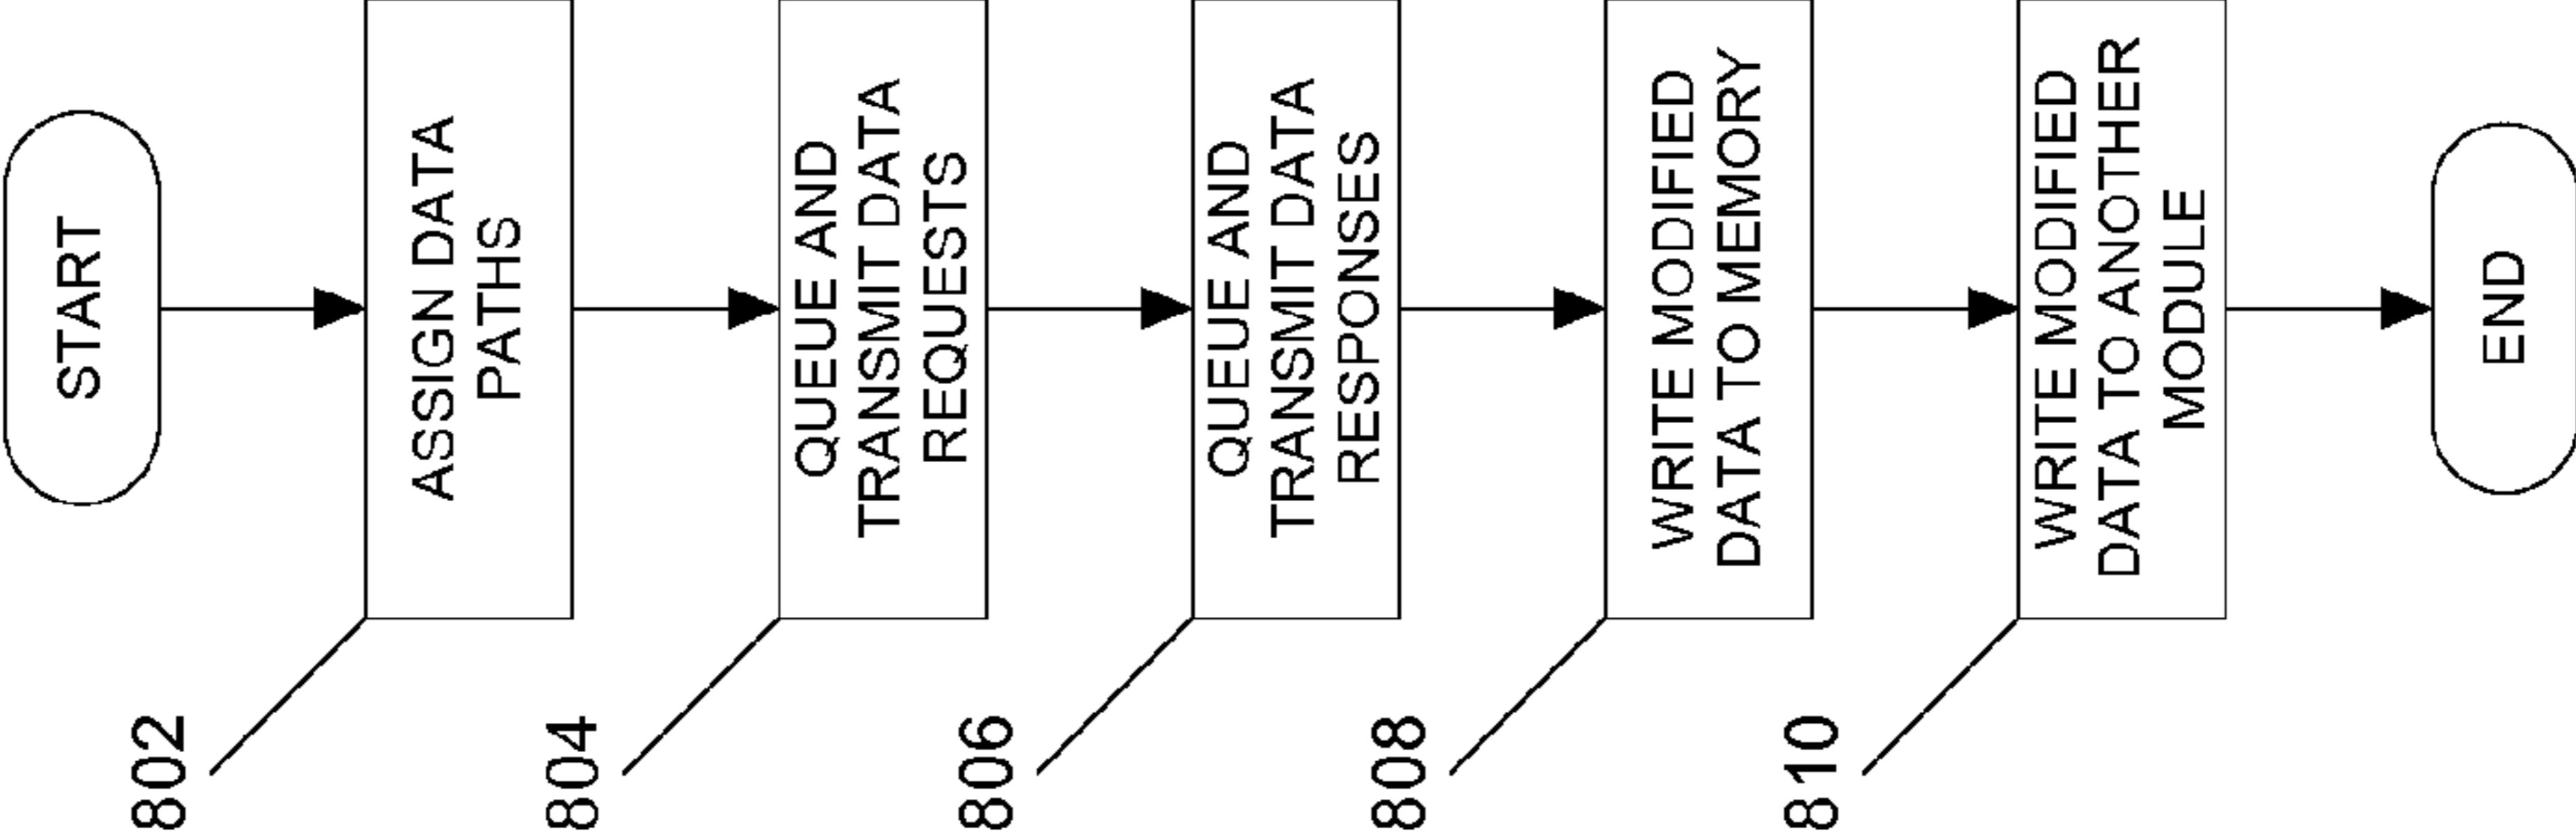 START
802
ASSIGN DATA
PATHS
804
QUEUE AND
TRANSMIT DATA
REQUESTS
806
QUEUE AND
TRANSMIT DATA
RESPONSES
808
WRITE MODIFIED
DATA TO MEMORY
810
WRITE MODIFIED
DATA TO ANOTHER
MODULE
END